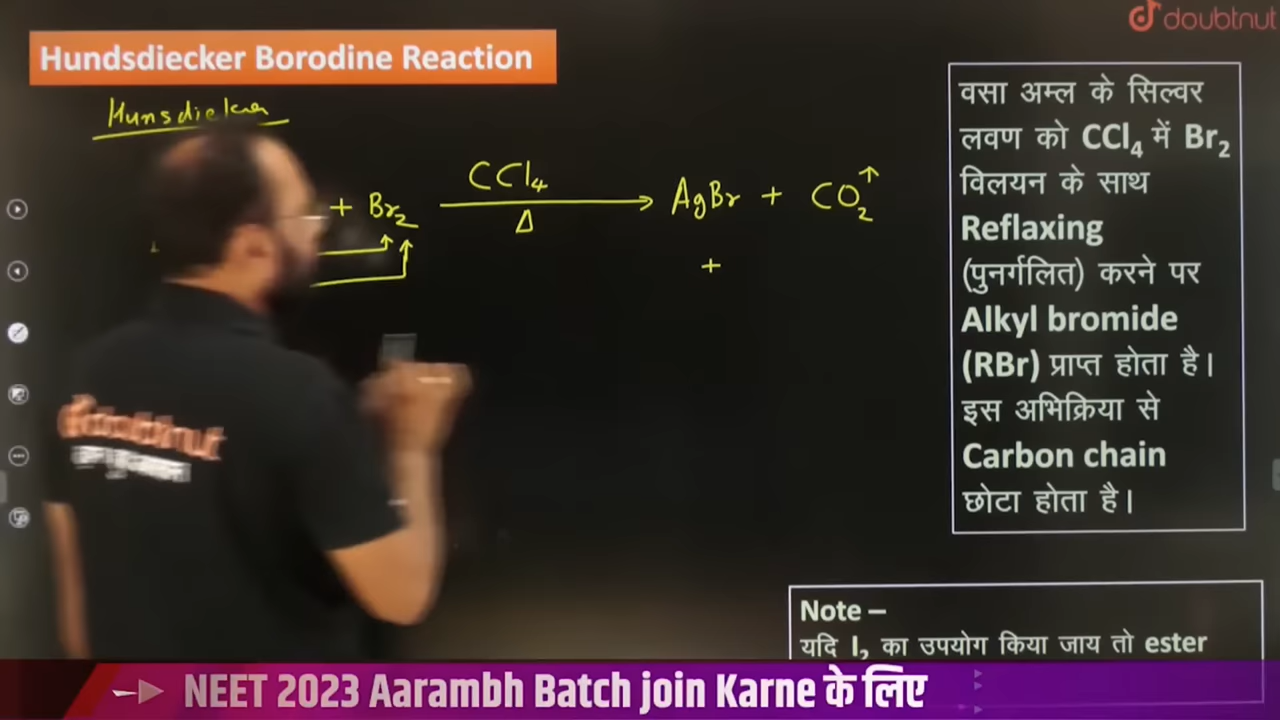 doubtnut
Hundsdiecker Borodine Reaction
Hunsdieker
+ Br₂ CCl₄ Δ → AgBr + CO₂↑
+
वसा अम्ल के सिल्वर
लवण को CCl₄ में Br₂
विलयन के साथ
Reflaxing
(पुनर्गलित) करने पर
Alkyl bromide
(RBr) प्राप्त होता है।
इस अभिक्रिया से
Carbon chain
छोटा होता है।
Note –
यदि I₂ का उपयोग किया जाय तो ester
doubtnut
NEET 2023 Aarambh Batch join Karne के लिए